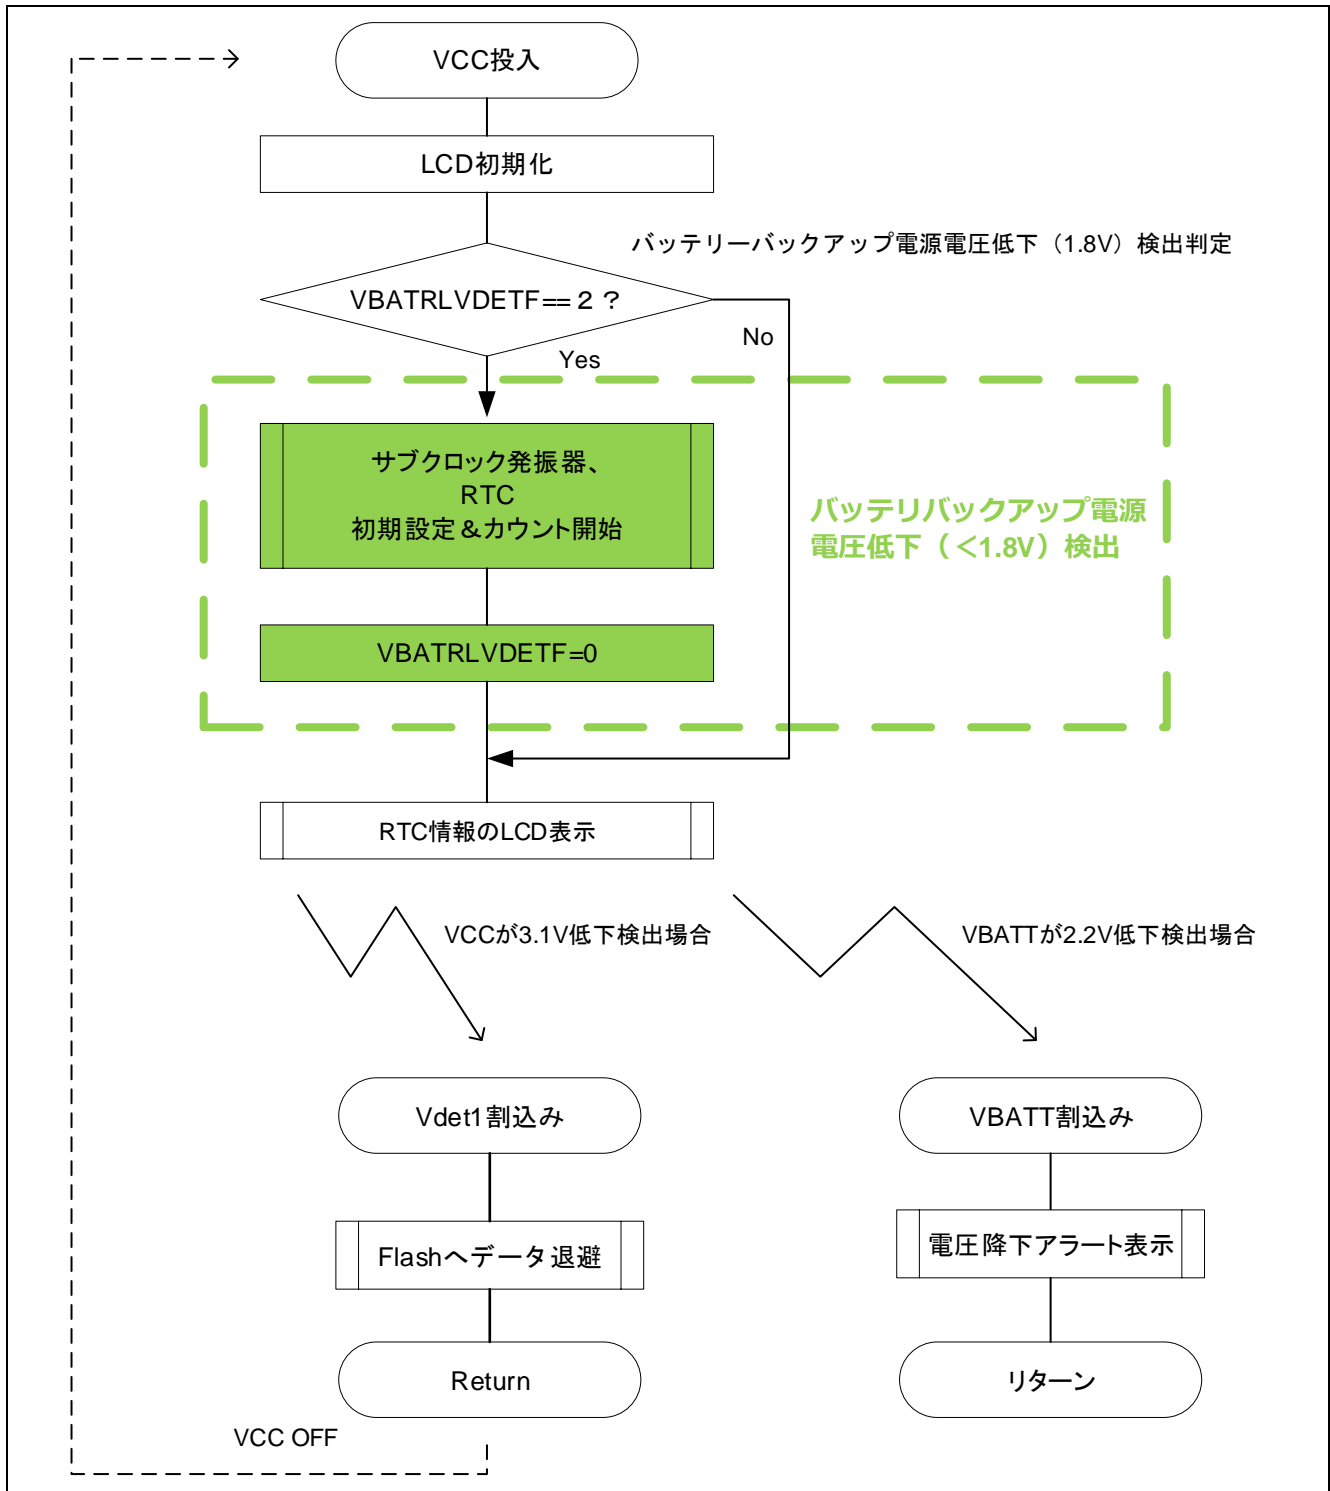 VCC投入
LCD初期化
バッテリーバックアップ電源電圧低下（1.8V）検出判定
VBATRLVDETF==２？
No
Yes
サブクロック発振器、
RTC
初期設定＆カウント開始
バッテリバックアップ電源
電圧低下（＜1.8V）検出
VBATRLVDETF=0
RTC情報のLCD表示
VCCが3.1V低下検出場合
VBATTが2.2V低下検出場合
Vdet1割込み
VBATT割込み
Flashへデータ退避
電圧降下アラート表示
Return
リターン
VCC OFF